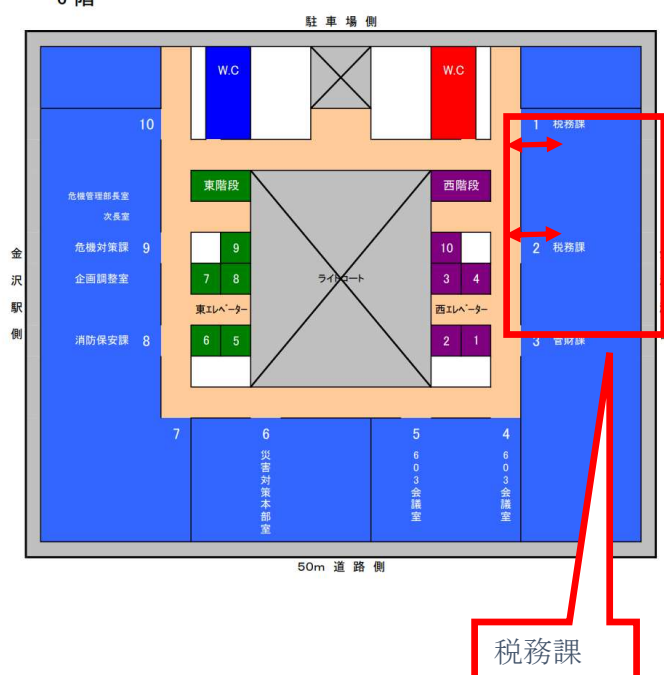 階
駐車場側
W.C
W.C
10
1 税務課
東階段
西階段
危機管理部長室
次長室
危機対策課 9
9
10
2 税務課
企画調整室
7 8
ライトコート
3 4
東エレベーター
西エレベーター
消防保安課 8
6 5
2 1
3 管財課
金沢駅側
7
6
災害対策本部室
5
603会議室
4
603会議室
50m 道路側
税務課